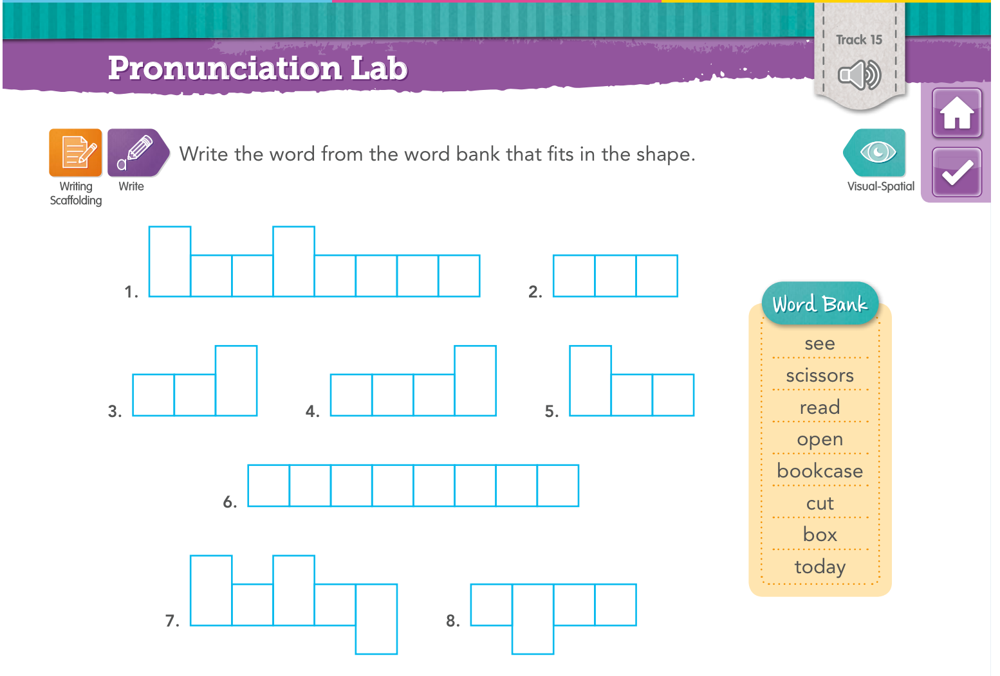 Track 15
Pronunciation Lab
Write the word from the word bank that fits in the shape.
Writing
Scaffolding
Write
Visual-Spatial
1.
2.
3.
4.
5.
6.
7.
8.
Word Bank
see
scissors
read
open
bookcase
cut
box
today